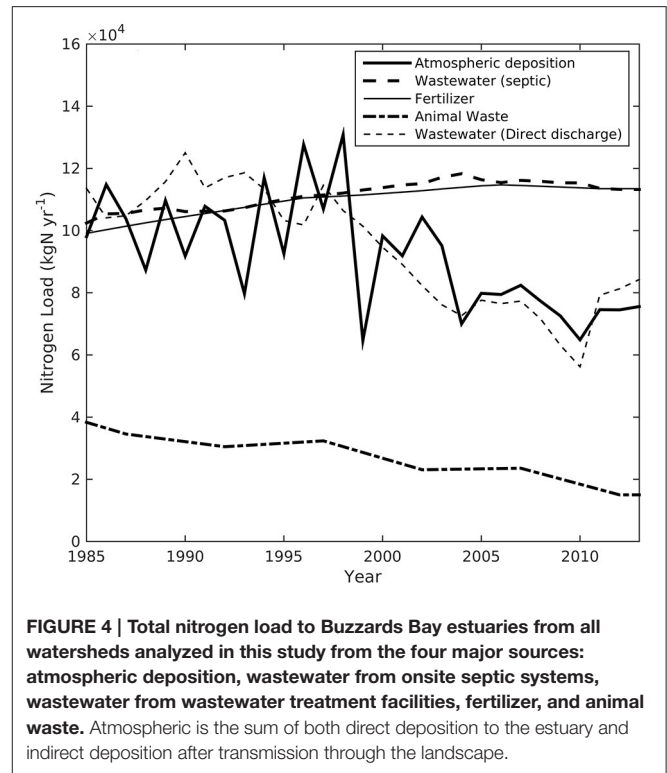 ×10⁴
16
14
12
10
8
6
4
2
0
Nitrogen Load (kgN yr⁻¹)
Atmospheric deposition
Wastewater (septic)
Fertilizer
Animal Waste
Wastewater (Direct discharge)
1985 1990 1995 2000 2005 2010
Year
FIGURE 4 | Total nitrogen load to Buzzards Bay estuaries from all
watersheds analyzed in this study from the four major sources:
atmospheric deposition, wastewater from onsite septic systems,
wastewater from wastewater treatment facilities, fertilizer, and animal
waste. Atmospheric is the sum of both direct deposition to the estuary and
indirect deposition after transmission through the landscape.